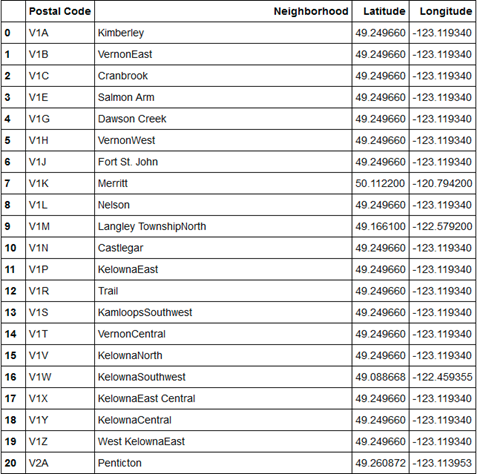 Postal Code Neighborhood Latitude Longitude
0 V1A Kimberley 49.249660 -123.119340
1 V1B VernonEast 49.249660 -123.119340
2 V1C Cranbrook 49.249660 -123.119340
3 V1E Salmon Arm 49.249660 -123.119340
4 V1G Dawson Creek 49.249660 -123.119340
5 V1H VernonWest 49.249660 -123.119340
6 V1J Fort St. John 49.249660 -123.119340
7 V1K Merritt 50.112200 -120.794200
8 V1L Nelson 49.249660 -123.119340
9 V1M Langley TownshipNorth 49.166100 -122.579200
10 V1N Castlegar 49.249660 -123.119340
11 V1P KelownaEast 49.249660 -123.119340
12 V1R Trail 49.249660 -123.119340
13 V1S KamloopsSouthwest 49.249660 -123.119340
14 V1T VernonCentral 49.249660 -123.119340
15 V1V KelownaNorth 49.249660 -123.119340
16 V1W KelownaSouthwest 49.088668 -122.459355
17 V1X KelownaEast Central 49.249660 -123.119340
18 V1Y KelownaCentral 49.249660 -123.119340
19 V1Z West KelownaEast 49.249660 -123.119340
20 V2A Penticton 49.260872 -123.113953